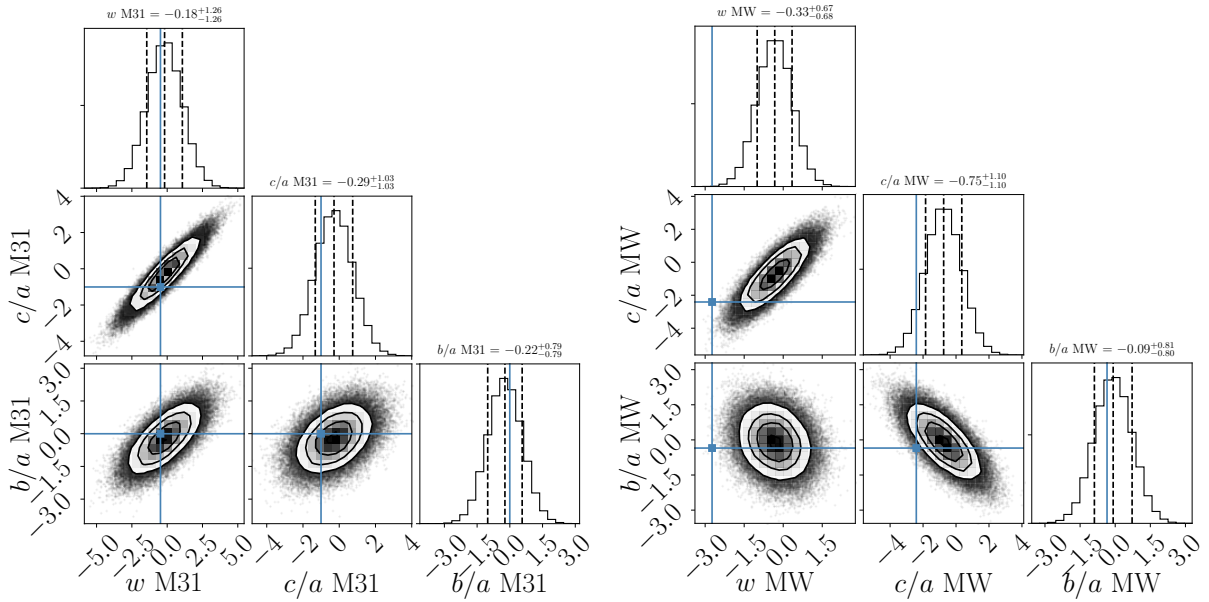 w M31 = −0.18+1.26−1.26
c/a M31
4
2
0
−2
−4
c/a M31 = −0.29+1.03−1.03
b/a M31
3.0
1.5
0.0
−1.5
−3.0
b/a M31 = −0.22+0.79−0.79
−5.0 −2.5 0.0 2.5 5.0
w M31
−4 −2 0 2 4
c/a M31
−3.0 −1.5 0.0 1.5 3.0
b/a M31
w MW = −0.33+0.67−0.68
c/a MW
4
2
0
−2
−4
c/a MW = −0.75+1.10−1.10
b/a MW
3.0
1.5
0.0
−1.5
−3.0
b/a MW = −0.09+0.81−0.80
−3.0 −1.5 0.0 1.5
w MW
−4 −2 0 2 4
c/a MW
−3.0 −1.5 0.0 1.5 3.0
b/a MW